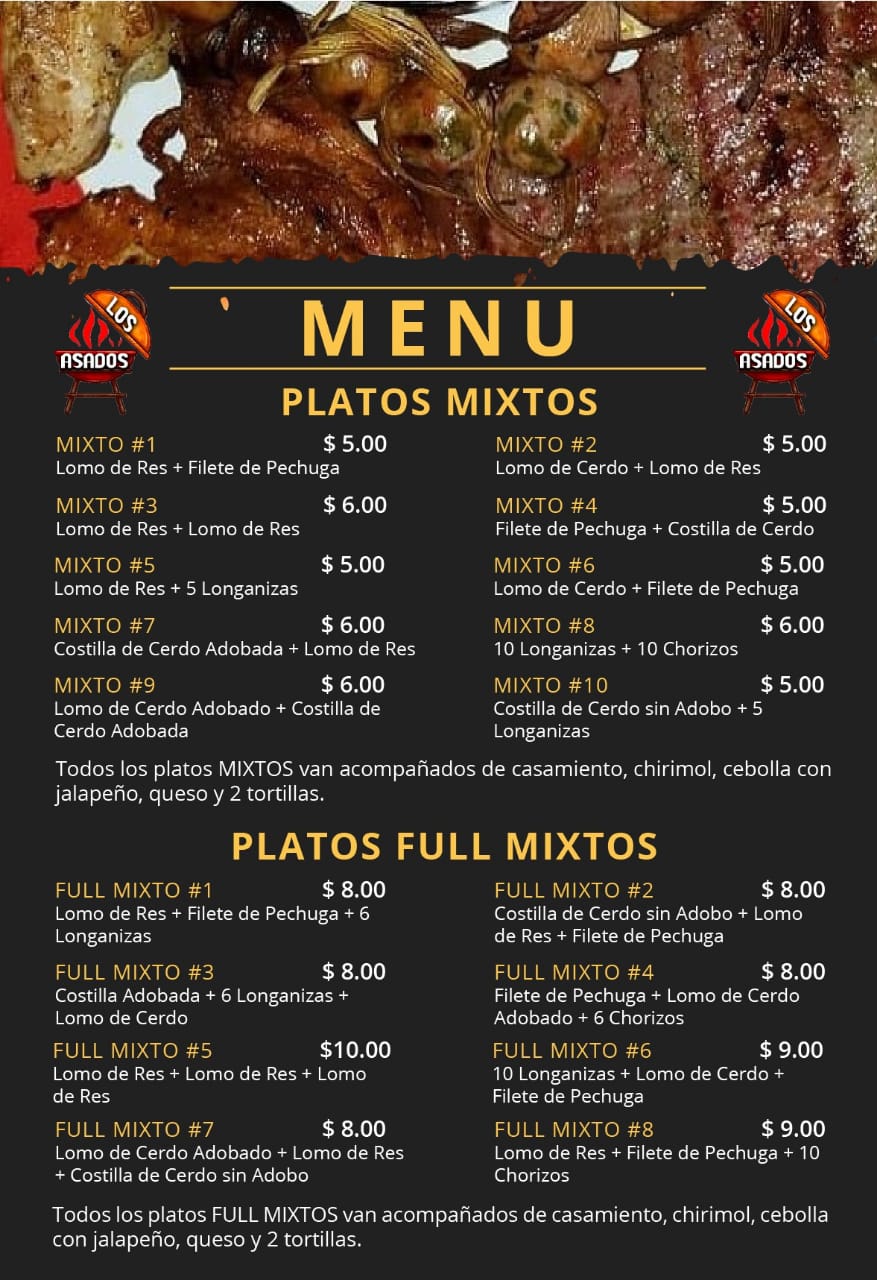 MENU
LOS
ASADOS
LOS
ASADOS
PLATOS MIXTOS
MIXTO #1 $ 5.00
Lomo de Res + Filete de Pechuga
MIXTO #2 $ 5.00
Lomo de Cerdo + Lomo de Res
MIXTO #3 $ 6.00
Lomo de Res + Lomo de Res
MIXTO #4 $ 5.00
Filete de Pechuga + Costilla de Cerdo
MIXTO #5 $ 5.00
Lomo de Res + 5 Longanizas
MIXTO #6 $ 5.00
Lomo de Cerdo + Filete de Pechuga
MIXTO #7 $ 6.00
Costilla de Cerdo Adobada + Lomo de Res
MIXTO #8 $ 6.00
10 Longanizas + 10 Chorizos
MIXTO #9 $ 6.00
Lomo de Cerdo Adobado + Costilla de
Cerdo Adobada
MIXTO #10 $ 5.00
Costilla de Cerdo sin Adobo + 5
Longanizas
Todos los platos MIXTOS van acompañados de casamiento, chirimol, cebolla con
jalapeño, queso y 2 tortillas.
PLATOS FULL MIXTOS
FULL MIXTO #1 $ 8.00
Lomo de Res + Filete de Pechuga + 6
Longanizas
FULL MIXTO #2 $ 8.00
Costilla de Cerdo sin Adobo + Lomo
de Res + Filete de Pechuga
FULL MIXTO #3 $ 8.00
Costilla Adobada + 6 Longanizas +
Lomo de Cerdo
FULL MIXTO #4 $ 8.00
Filete de Pechuga + Lomo de Cerdo
Adobado + 6 Chorizos
FULL MIXTO #5 $10.00
Lomo de Res + Lomo de Res + Lomo
de Res
FULL MIXTO #6 $ 9.00
10 Longanizas + Lomo de Cerdo +
Filete de Pechuga
FULL MIXTO #7 $ 8.00
Lomo de Cerdo Adobado + Lomo de Res
+ Costilla de Cerdo sin Adobo
FULL MIXTO #8 $ 9.00
Lomo de Res + Filete de Pechuga + 10
Chorizos
Todos los platos FULL MIXTOS van acompañados de casamiento, chirimol, cebolla
con jalapeño, queso y 2 tortillas.